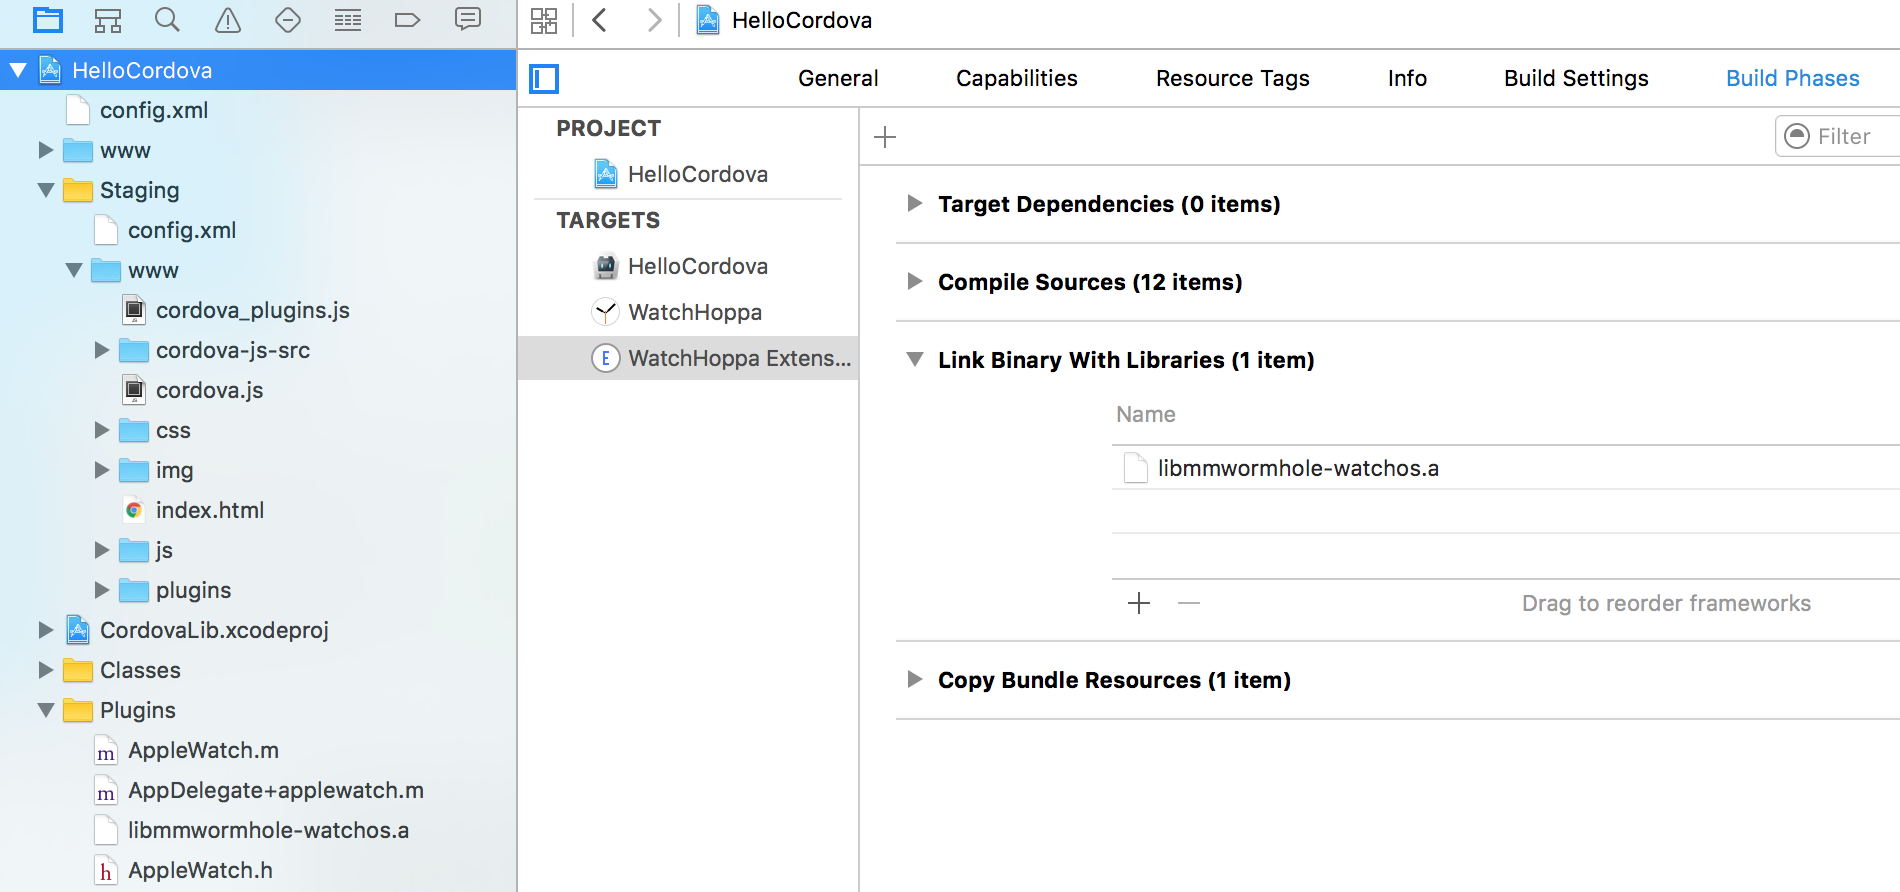 HelloCordova
config.xml
www
Staging
config.xml
www
cordova_plugins.js
cordova-js-src
cordova.js
css
img
index.html
js
plugins
CordovaLib.xcodeproj
Classes
Plugins
m AppleWatch.m
m AppDelegate+applewatch.m
libmmwormhole-watchos.a
h AppleWatch.h
HelloCordova
General Capabilities Resource Tags Info Build Settings Build Phases
PROJECT
HelloCordova
TARGETS
HelloCordova
WatchHoppa
E WatchHoppa Extens...
Filter
Target Dependencies (0 items)
Compile Sources (12 items)
Link Binary With Libraries (1 item)
Name
libmmwormhole-watchos.a
Drag to reorder frameworks
Copy Bundle Resources (1 item)